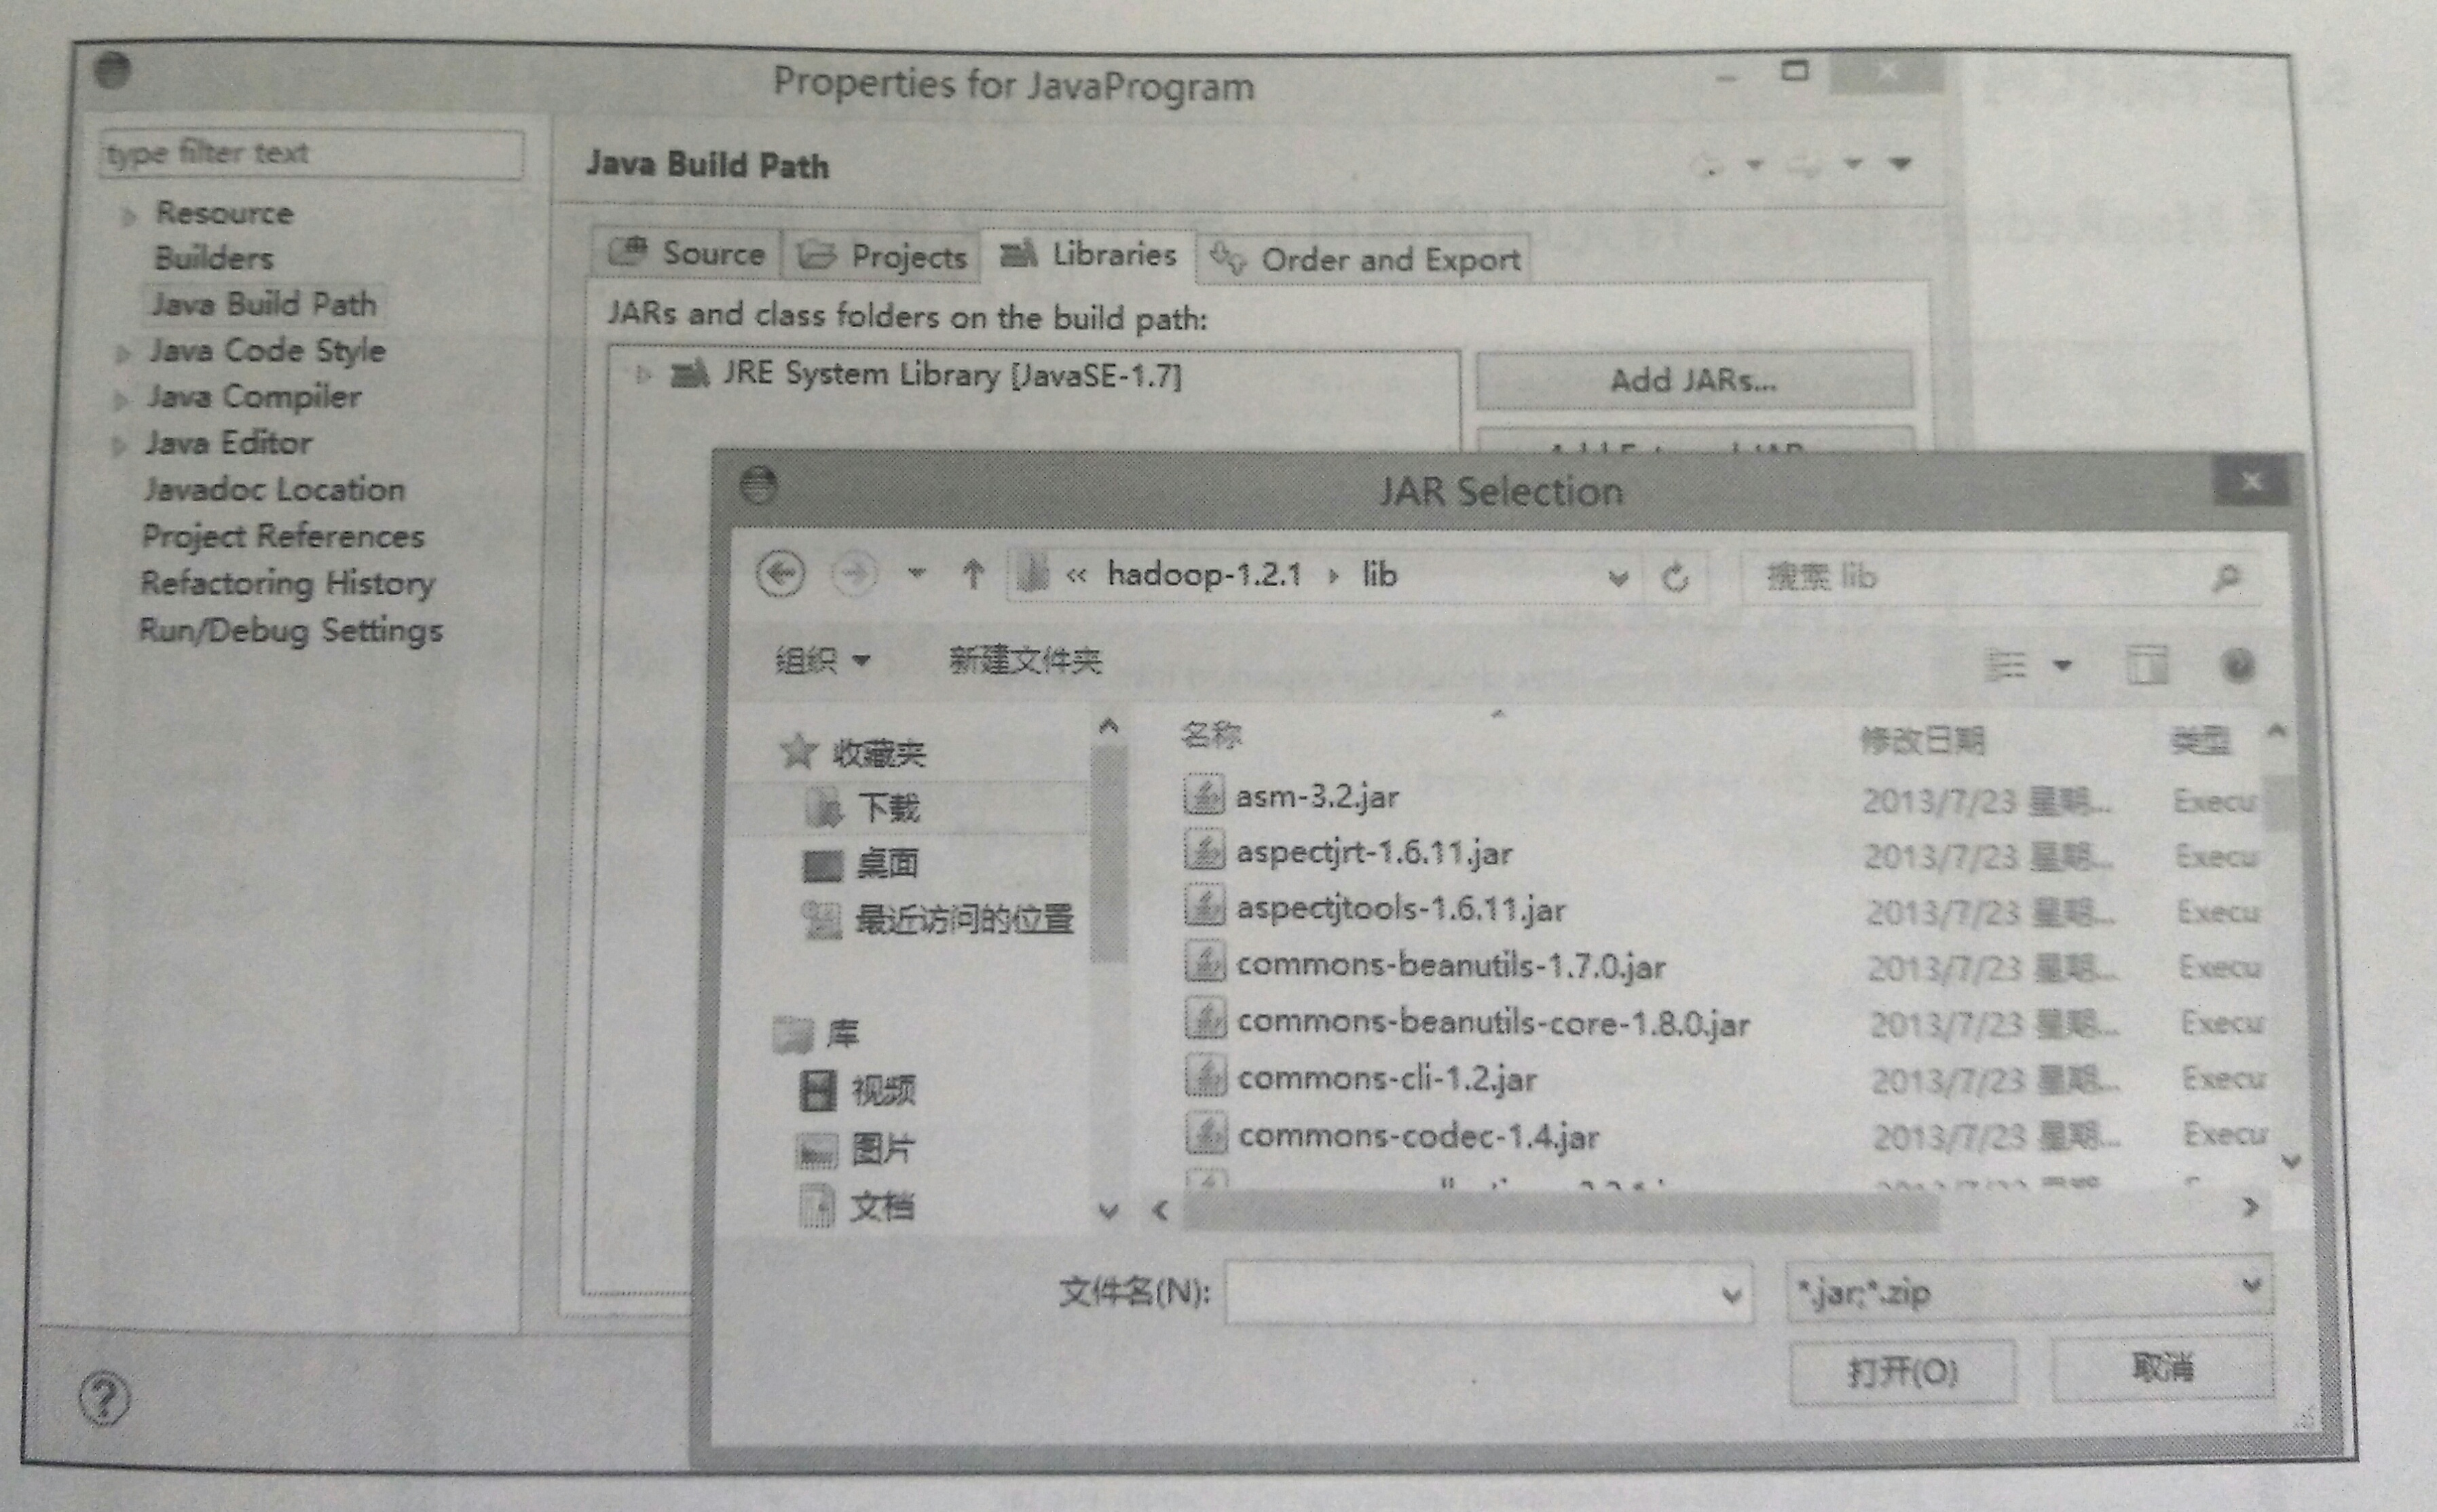 Properties for JavaProgram
type filter text
Resource
Builders
Java Build Path
Java Code Style
Java Compiler
Java Editor
Javadoc Location
Project References
Refactoring History
Run/Debug Settings
Java Build Path
Source Projects Libraries Order and Export
JARs and class folders on the build path:
JRE System Library [JavaSE-1.7]
Add JARs...
JAR Selection
« hadoop-1.2.1 lib
搜索 lib
组织 新建文件夹
收藏夹
下载
桌面
最近访问的位置
库
视频
图片
文档
名称 修改日期 类型
asm-3.2.jar 2013/7/23 星期... Execu
aspectjrt-1.6.11.jar 2013/7/23 星期... Execu
aspectjtools-1.6.11.jar 2013/7/23 星期... Execu
commons-beanutils-1.7.0.jar 2013/7/23 星期... Execu
commons-beanutils-core-1.8.0.jar 2013/7/23 星期... Execu
commons-cli-1.2.jar 2013/7/23 星期... Execu
commons-codec-1.4.jar 2013/7/23 星期... Execu
文件名(N):
*.jar;*.zip
打开(O) 取消